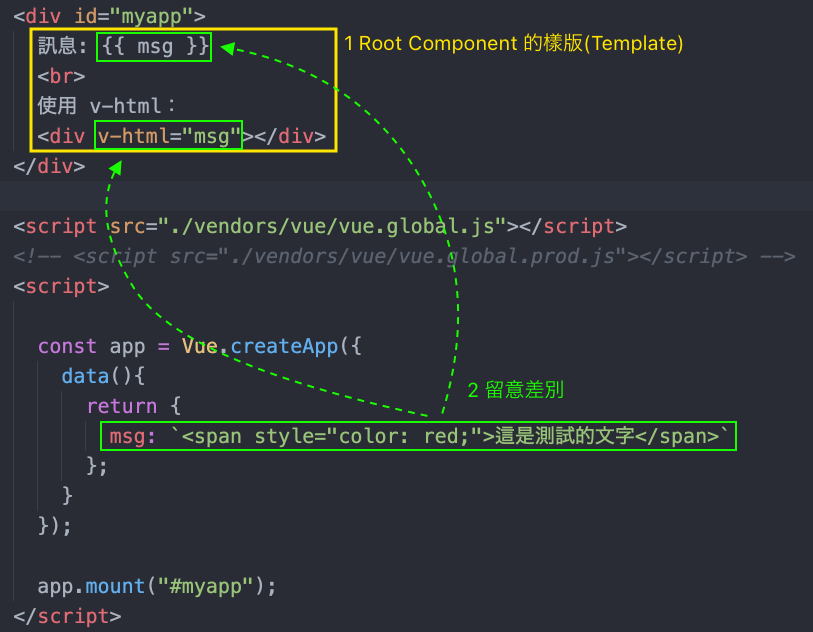 <div id="myapp">
訊息: {{ msg }}
1 Root Component 的樣版(Template)
<br>
使用 v-html：
<div v-html="msg"></div>
</div>
<script src="./vendors/vue/vue.global.js"></script>
<!-- <script src="./vendors/vue/vue.global.prod.js"></script> -->
<script>
const app = Vue.createApp({
data(){
2 留意差別
return {
msg: `<span style="color: red;">這是測試的文字</span>`
};
}
});
app.mount("#myapp");
</script>